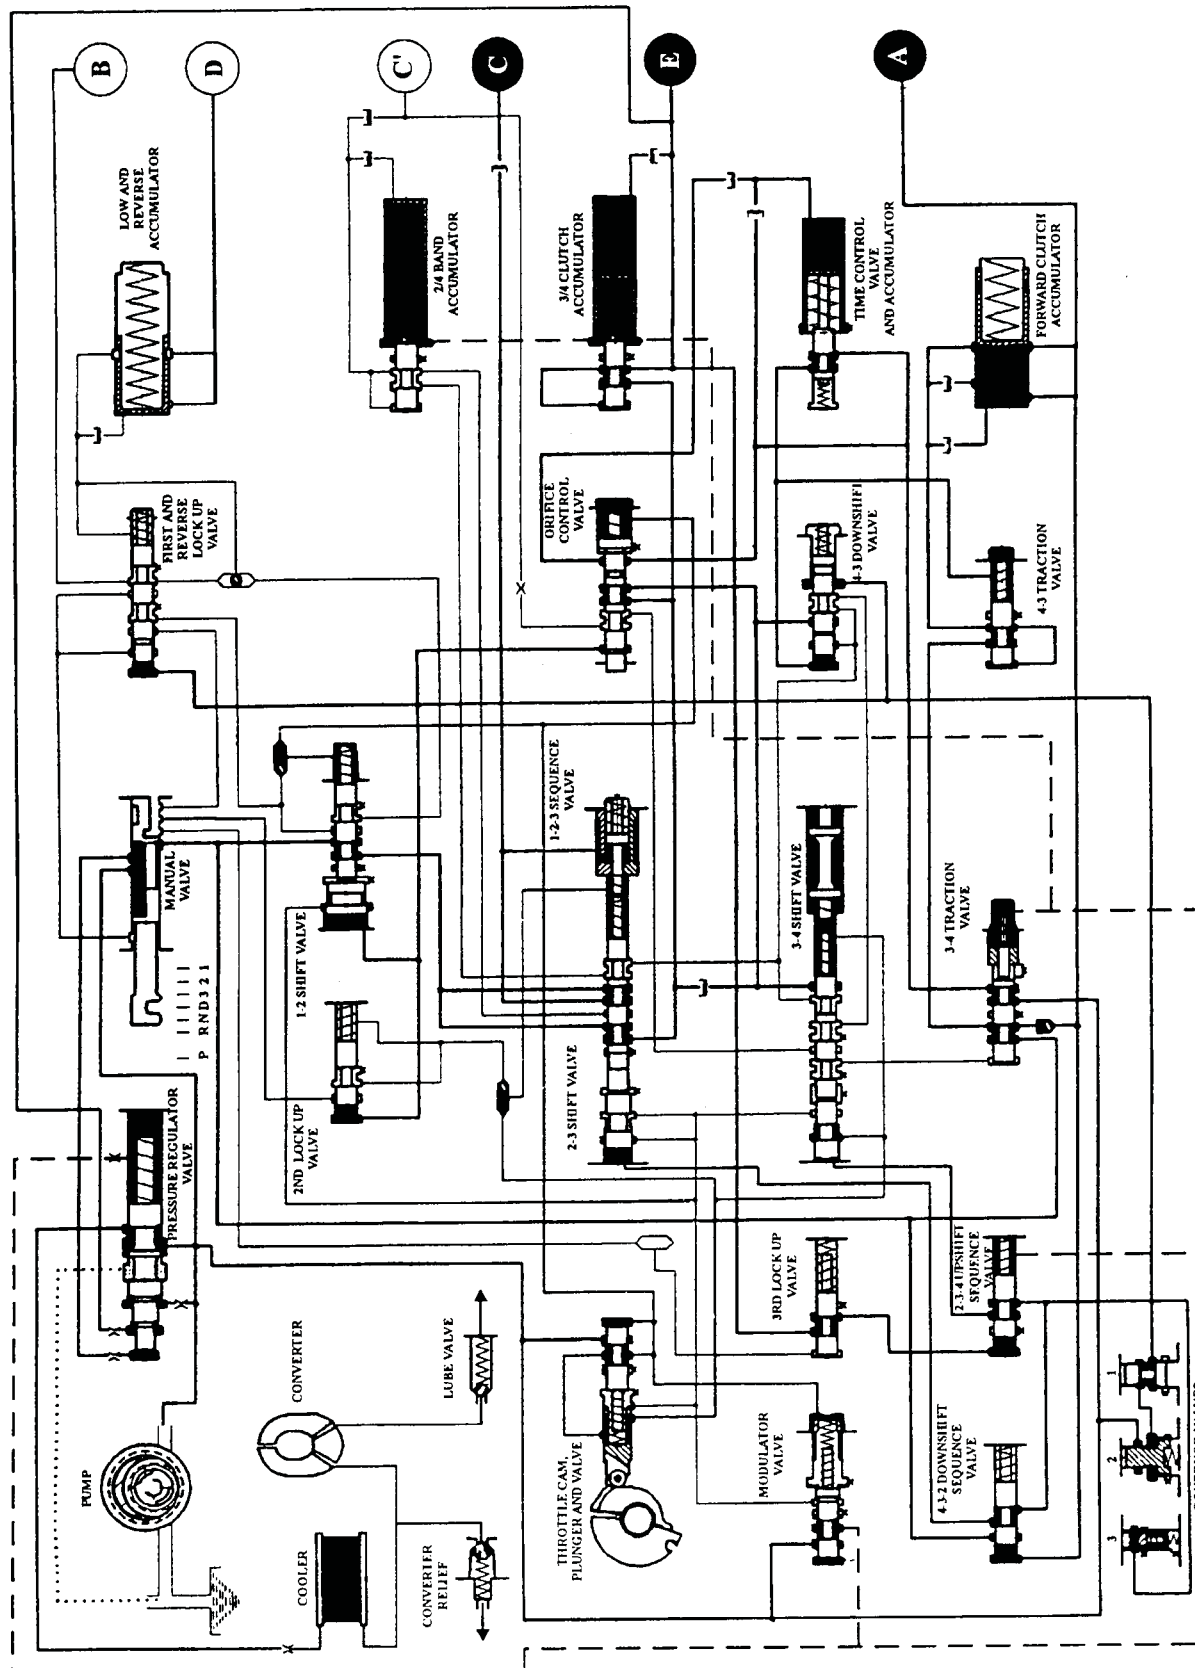 PUMP
PRESSURE REGULATOR
VALVE
P R N D 3 2 1
MANUAL
VALVE
FIRST AND
REVERSE
LOCK UP
VALVE
LOW AND
REVERSE
ACCUMULATOR
B
D
COOLER
CONVERTER
2ND LOCK UP
VALVE
1-2 SHIFT VALVE
CONVERTER
RELIEF
LUBE VALVE
2/4 BAND
ACCUMULATOR
C'
C
THROTTLE CAM,
PLUNGER AND VALVE
2-3 SHIFT VALVE
1-2-3 SEQUENCE
VALVE
ORIFICE
CONTROL
VALVE
3/4 CLUTCH
ACCUMULATOR
E
MODULATOR
VALVE
3RD LOCK UP
VALVE
3-4 SHIFT VALVE
4-3 DOWNSHIFT
VALVE
TIME CONTROL
VALVE
AND ACCUMULATOR
4-3-2 DOWNSHIFT
SEQUENCE
VALVE
2-3-4 UPSHIFT
SEQUENCE
VALVE
3-4 TRACTION
VALVE
4-3 TRACTION
VALVE
FORWARD CLUTCH
ACCUMULATOR
A
3
2
1